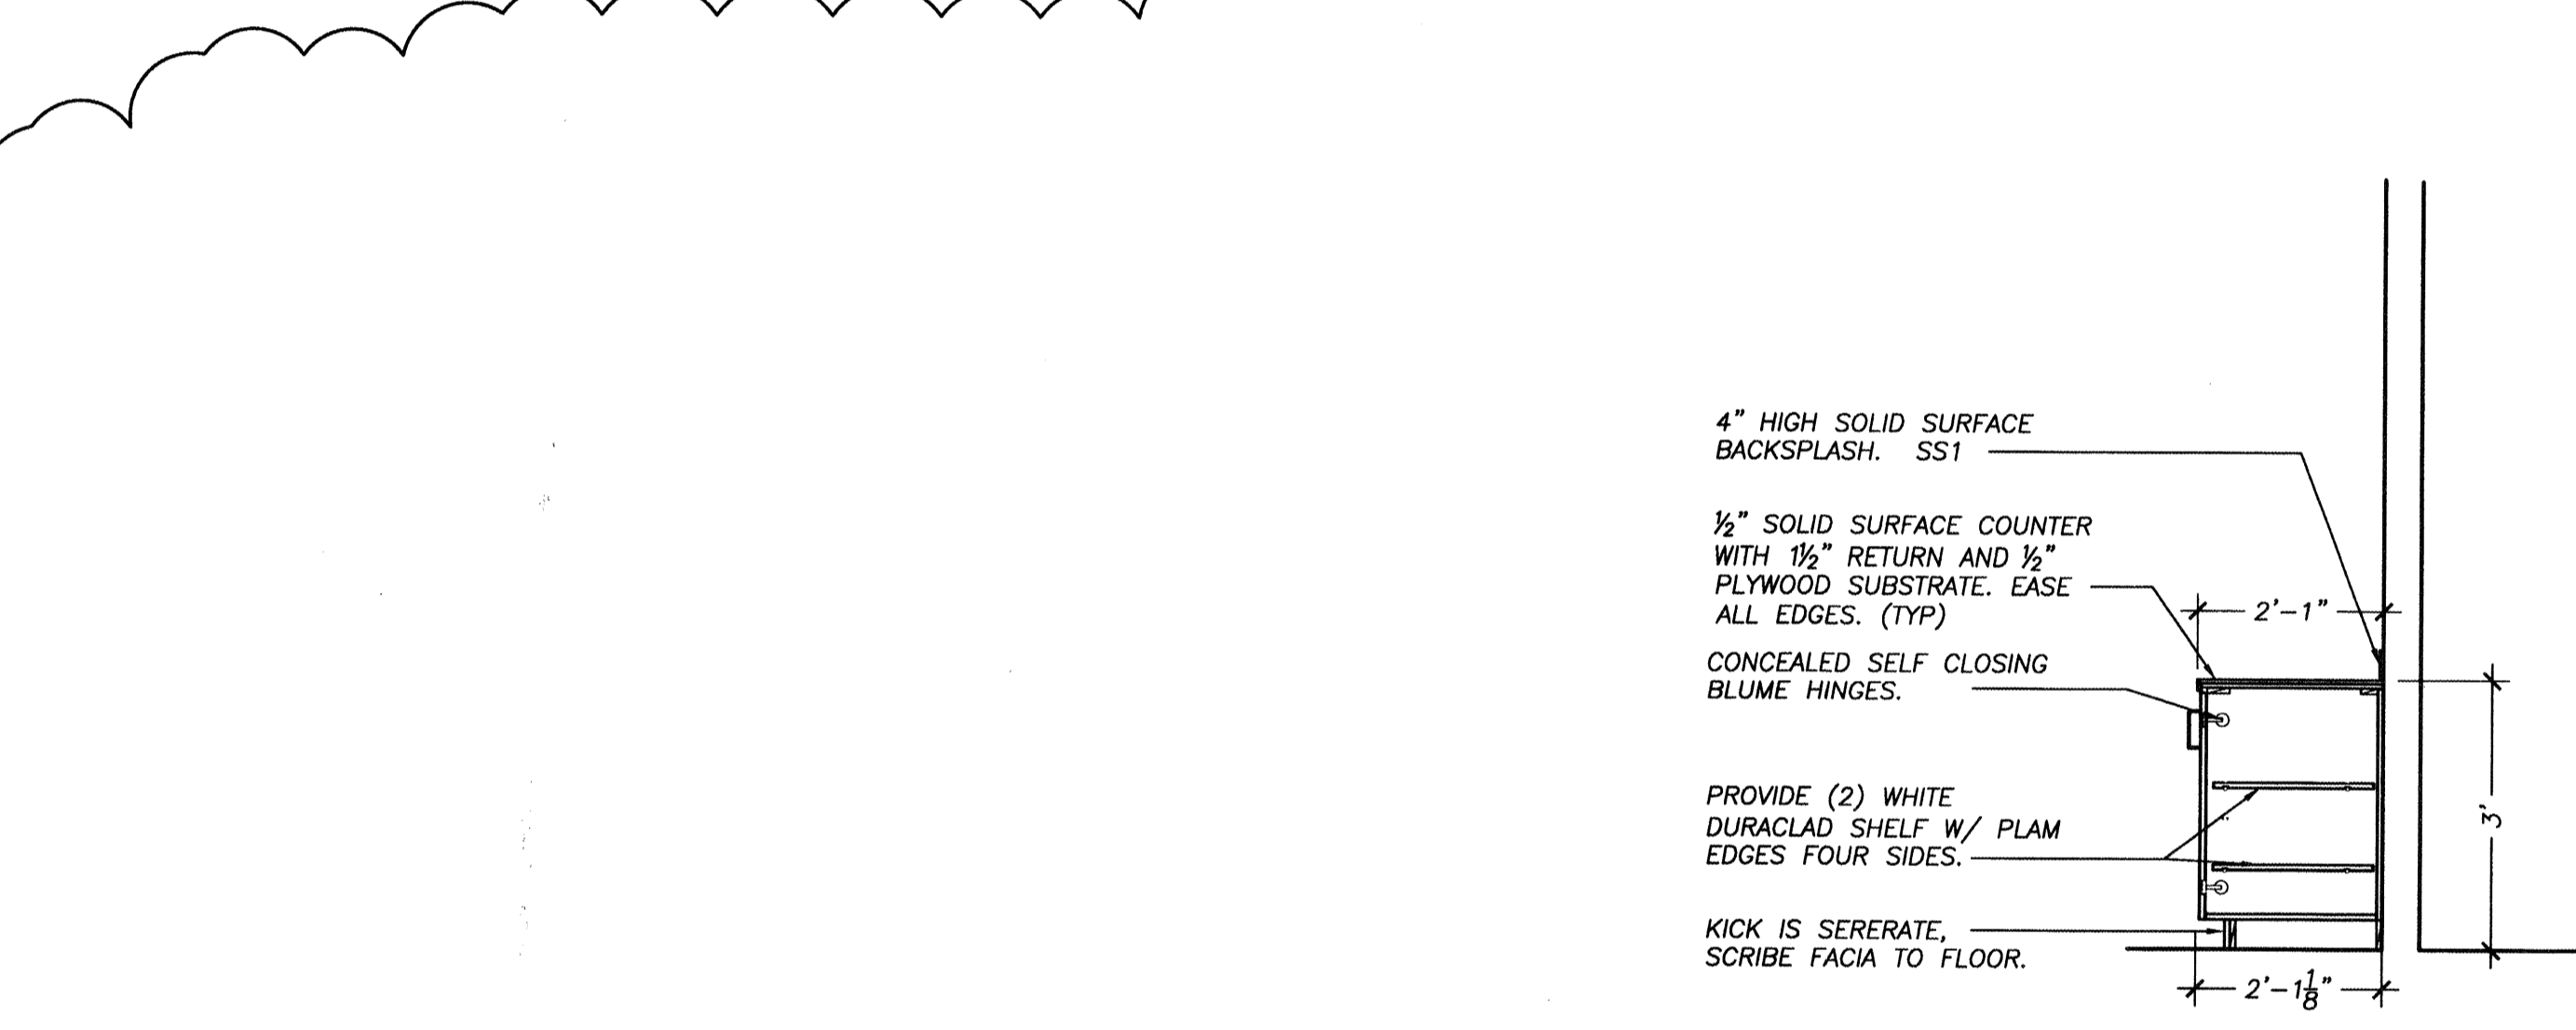 4" HIGH SOLID SURFACE
BACKSPLASH. SS1
½" SOLID SURFACE COUNTER
WITH 1½" RETURN AND ½"
PLYWOOD SUBSTRATE. EASE
ALL EDGES. (TYP)
2'-1"
CONCEALED SELF CLOSING
BLUME HINGES.
PROVIDE (2) WHITE
DURACLAD SHELF W/ PLAM
EDGES FOUR SIDES.
3'
KICK IS SERERATE,
SCRIBE FACIA TO FLOOR.
2'-1⅛"